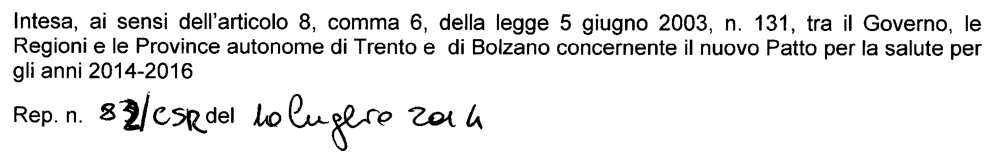 Intesa, ai sensi dell'articolo 8, comma 6, della legge 5 giugno 2003, n. 131, tra il Governo, le
Regioni e le Province autonome di Trento e di Bolzano concernente il nuovo Patto per la salute per
gli anni 2014-2016
Rep. n. 82/CSR del 10 luglio 2014